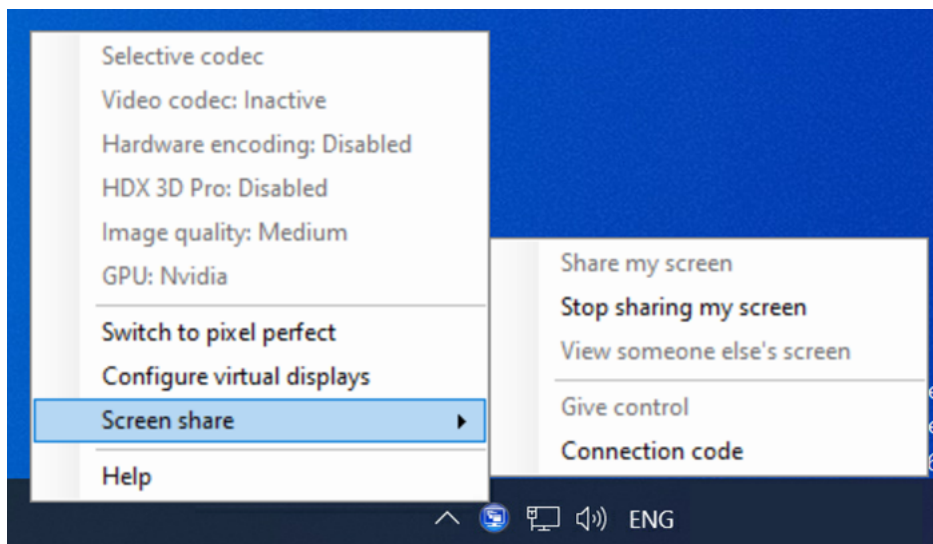 Selective codec
Video codec: Inactive
Hardware encoding: Disabled
HDX 3D Pro: Disabled
Image quality: Medium
GPU: Nvidia
Switch to pixel perfect
Configure virtual displays
Screen share
Help
Share my screen
Stop sharing my screen
View someone else's screen
Give control
Connection code
ENG